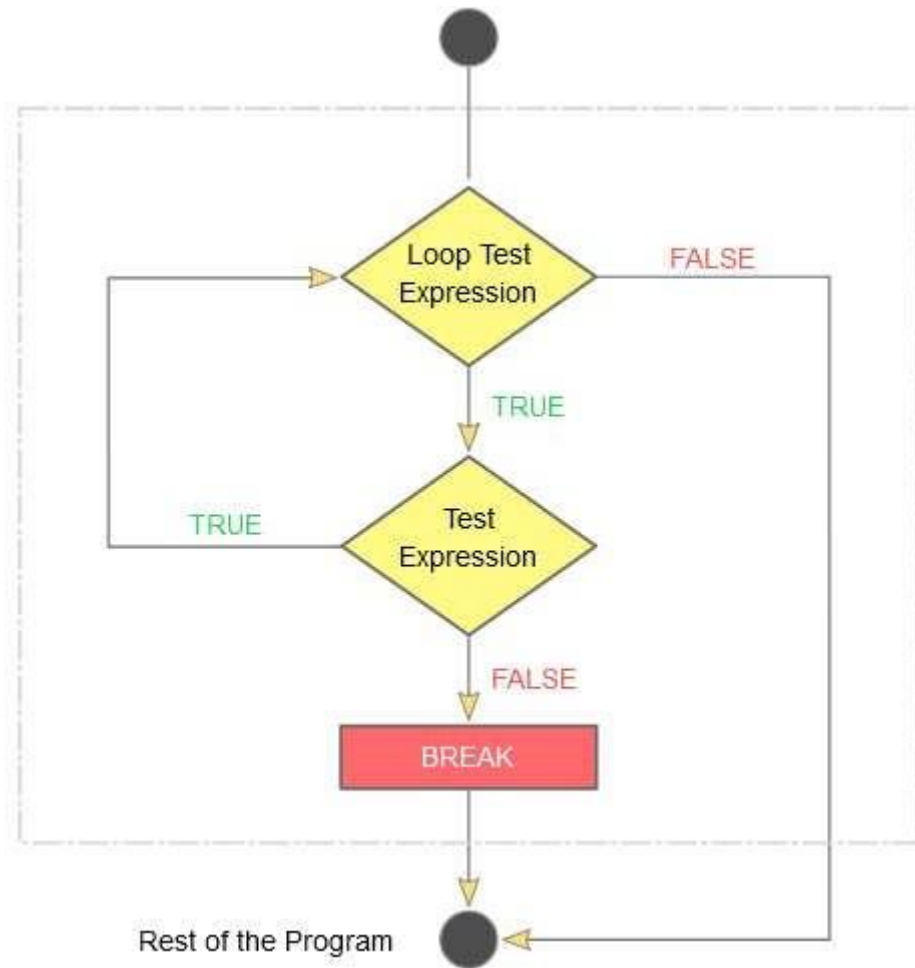 Loop Test
Expression
FALSE
TRUE
Test
Expression
TRUE
FALSE
BREAK
Rest of the Program